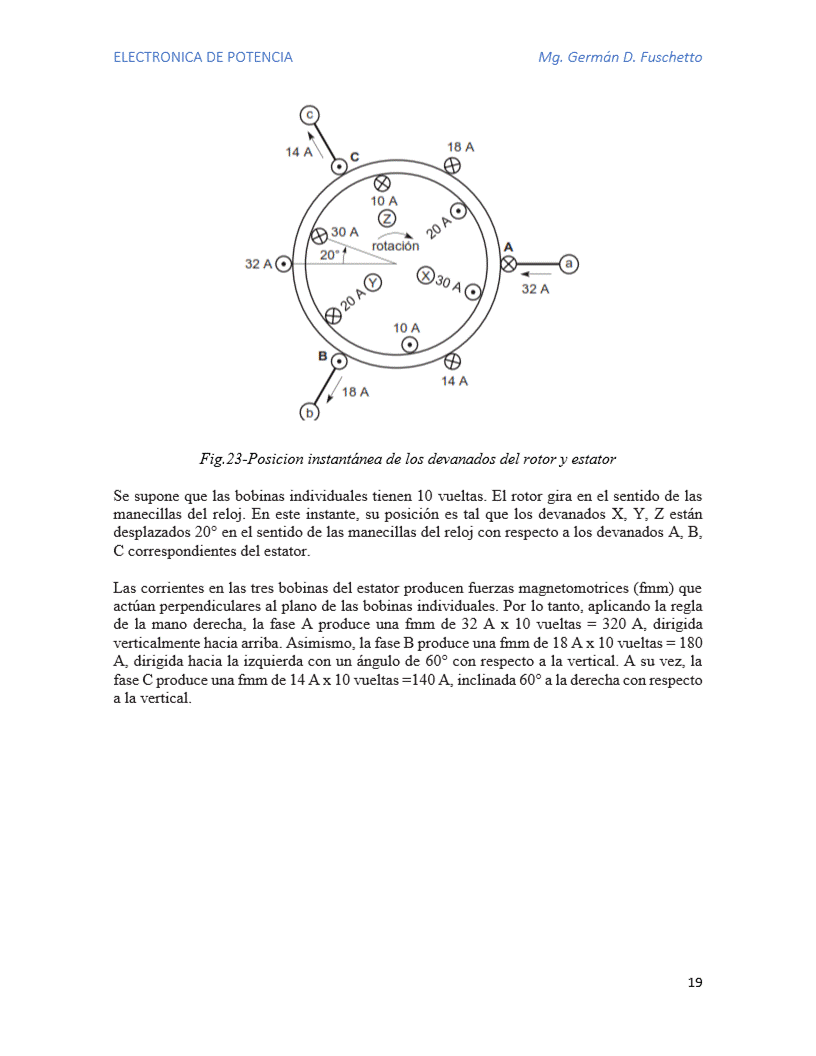 ELECTRONICA DE POTENCIA Mg. Germán D. Fuschetto
c
14 A
C
18 A
10 A
Z
20 A
30 A
rotación
A
20°
32 A
a
X
30 A
Y
20 A
32 A
10 A
B
14 A
18 A
b
Fig.23-Posicion instantánea de los devanados del rotor y estator
Se supone que las bobinas individuales tienen 10 vueltas. El rotor gira en el sentido de las
manecillas del reloj. En este instante, su posición es tal que los devanados X, Y, Z están
desplazados 20° en el sentido de las manecillas del reloj con respecto a los devanados A, B,
C correspondientes del estator.
Las corrientes en las tres bobinas del estator producen fuerzas magnetomotrices (fmm) que
actúan perpendiculares al plano de las bobinas individuales. Por lo tanto, aplicando la regla
de la mano derecha, la fase A produce una fmm de 32 A x 10 vueltas = 320 A, dirigida
verticalmente hacia arriba. Asimismo, la fase B produce una fmm de 18 A x 10 vueltas = 180
A, dirigida hacia la izquierda con un ángulo de 60° con respecto a la vertical. A su vez, la
fase C produce una fmm de 14 A x 10 vueltas =140 A, inclinada 60° a la derecha con respecto
a la vertical.
19